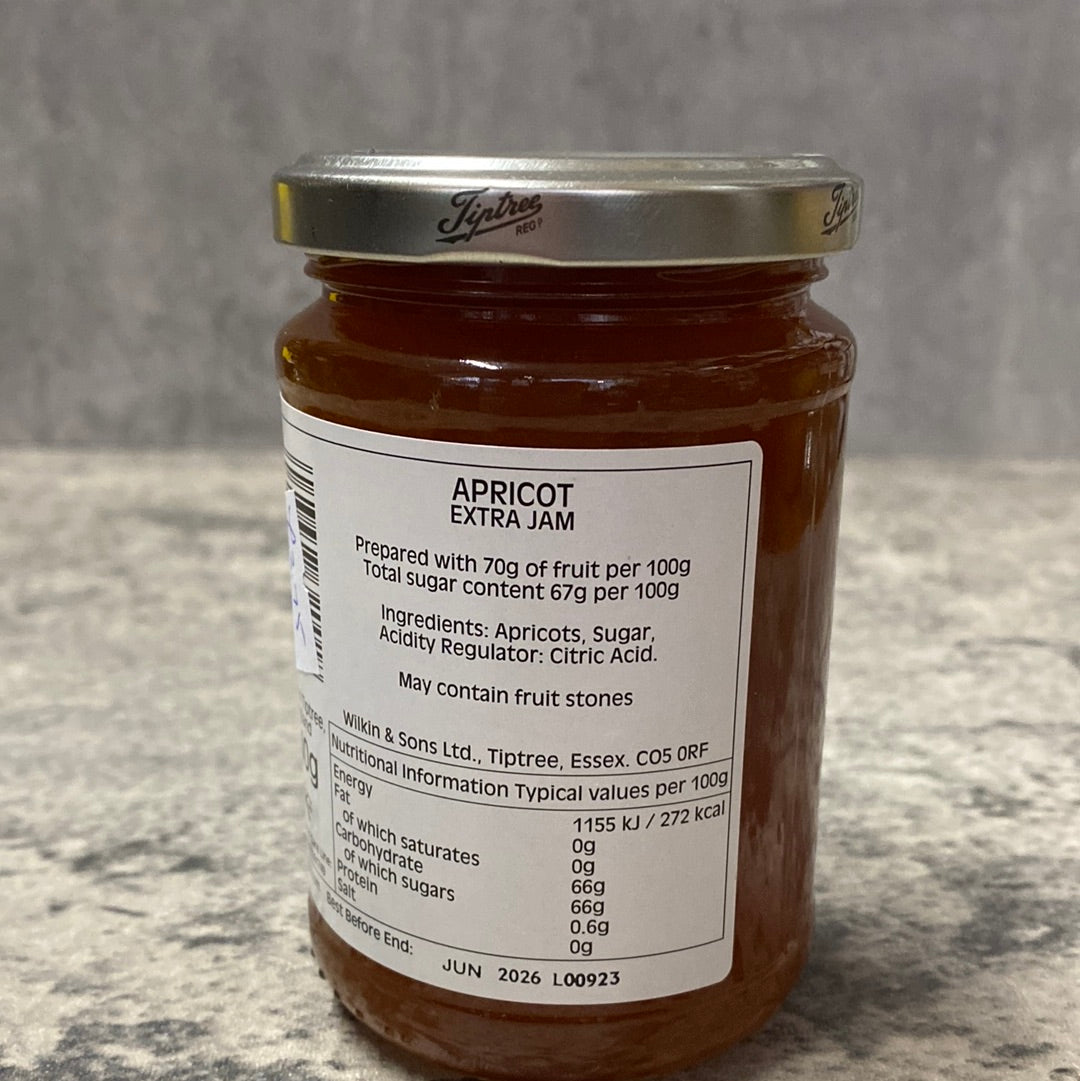 Tiptree
REG
APRICOT
EXTRA JAM
Prepared with 70g of fruit per 100g
Total sugar content 67g per 100g
Ingredients: Apricots, Sugar,
Acidity Regulator: Citric Acid.
May contain fruit stones
Wilkin & Sons Ltd., Tiptree, Essex. CO5 0RF
Nutritional Information Typical values per 100g
Energy 1155 kJ / 272 kcal
Fat 0g
of which saturates 0g
Carbohydrate 66g
of which sugars 66g
Protein 0.6g
Salt 0g
Best Before End:
JUN 2026 L00923